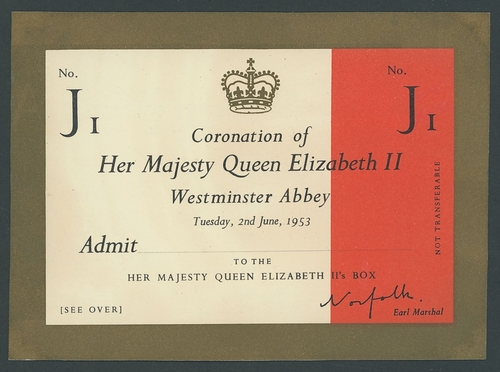 No. No.
J1 J1
Coronation of
Her Majesty Queen Elizabeth II
Westminster Abbey
Tuesday, 2nd June, 1953
Admit
TO THE
HER MAJESTY QUEEN ELIZABETH II's BOX
Norfolk.
[SEE OVER] Earl Marshal
NOT TRANSFERABLE